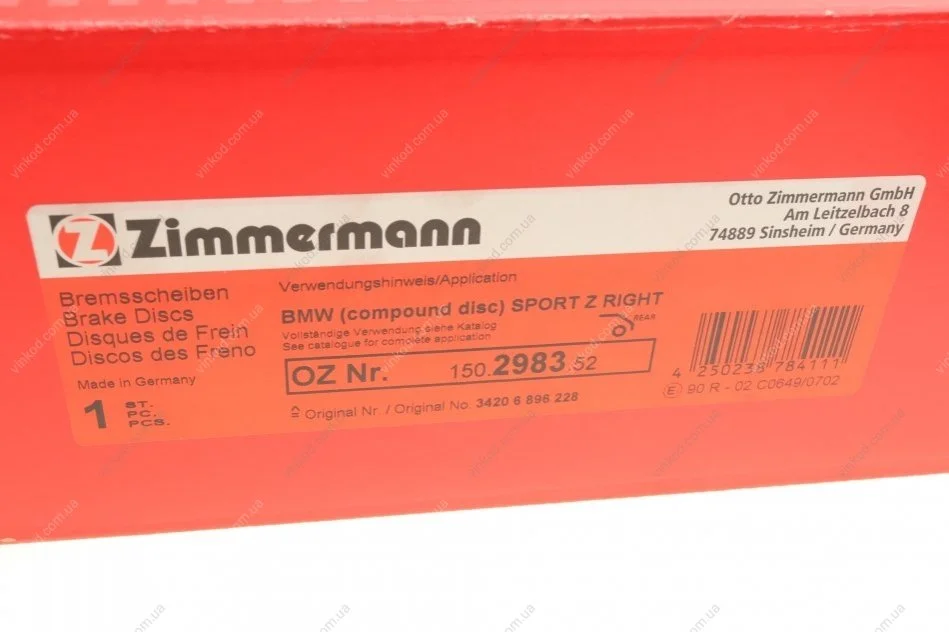 Zimmermann
Otto Zimmermann GmbH
Am Leitzelbach 8
74889 Sinsheim / Germany
Bremsscheiben
Brake Discs
Disques de Frein
Discos des Freno
Made in Germany
1 ST.
PC.
PCS.
Verwendungshinweis/Application
BMW (compound disc) SPORT Z RIGHT
REAR
Vollständige Verwendung siehe Katalog
See catalogue for complete application
OZ Nr. 150.2983.52
Original Nr. / Original No. 3420 6 896 228
4 250238 784111
E 90 R - 02 C0649/0702
vinkod.com.ua